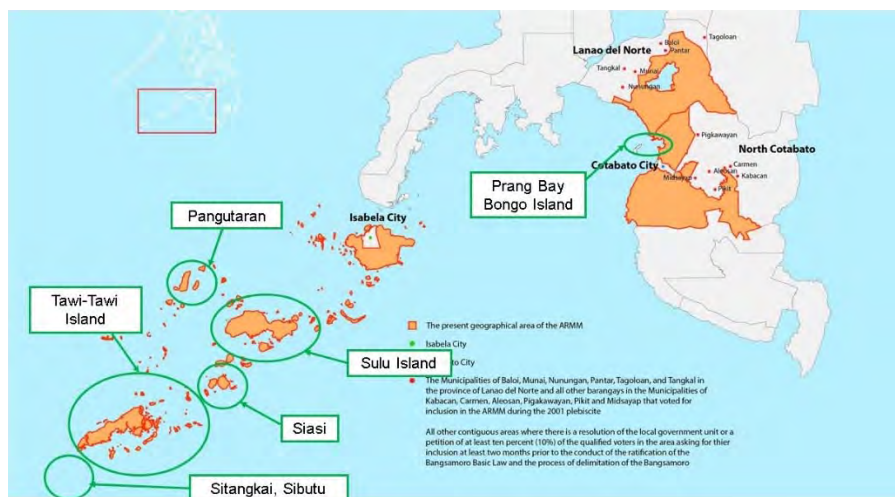 Tagoloan
Baloi
Lanao del Norte
Pantar
Tangkal
Munai
Nunungan
Pigkawayan
North Cotabato
Cotabato City
Carmen
Aleosan
Kabacan
Midsayap
Pikit
Prang Bay
Bongo Island
Pangutaran
Isabela City
Tawi-Tawi
Island
The present geographical area of the ARMM
Isabela City
Sulu Island
City
The Municipalities of Baloi, Munai, Nunungan, Pantar, Tagoloan, and Tangkal in
the province of Lanao del Norte and all other barangays in the Municipalities of
Kabacan, Carmen, Aleosan, Pigakawayan, Pikit and Midsayap that voted for
inclusion in the ARMM during the 2001 plebiscite
Siasi
All other contiguous areas where there is a resolution of the local government unit or a
petition of at least ten percent (10%) of the qualified voters in the area asking for thier
inclusion at least two months prior to the conduct of the ratification of the
Bangsamoro Basic Law and the process of delimitation of the Bangsamoro
Sitangkai, Sibutu